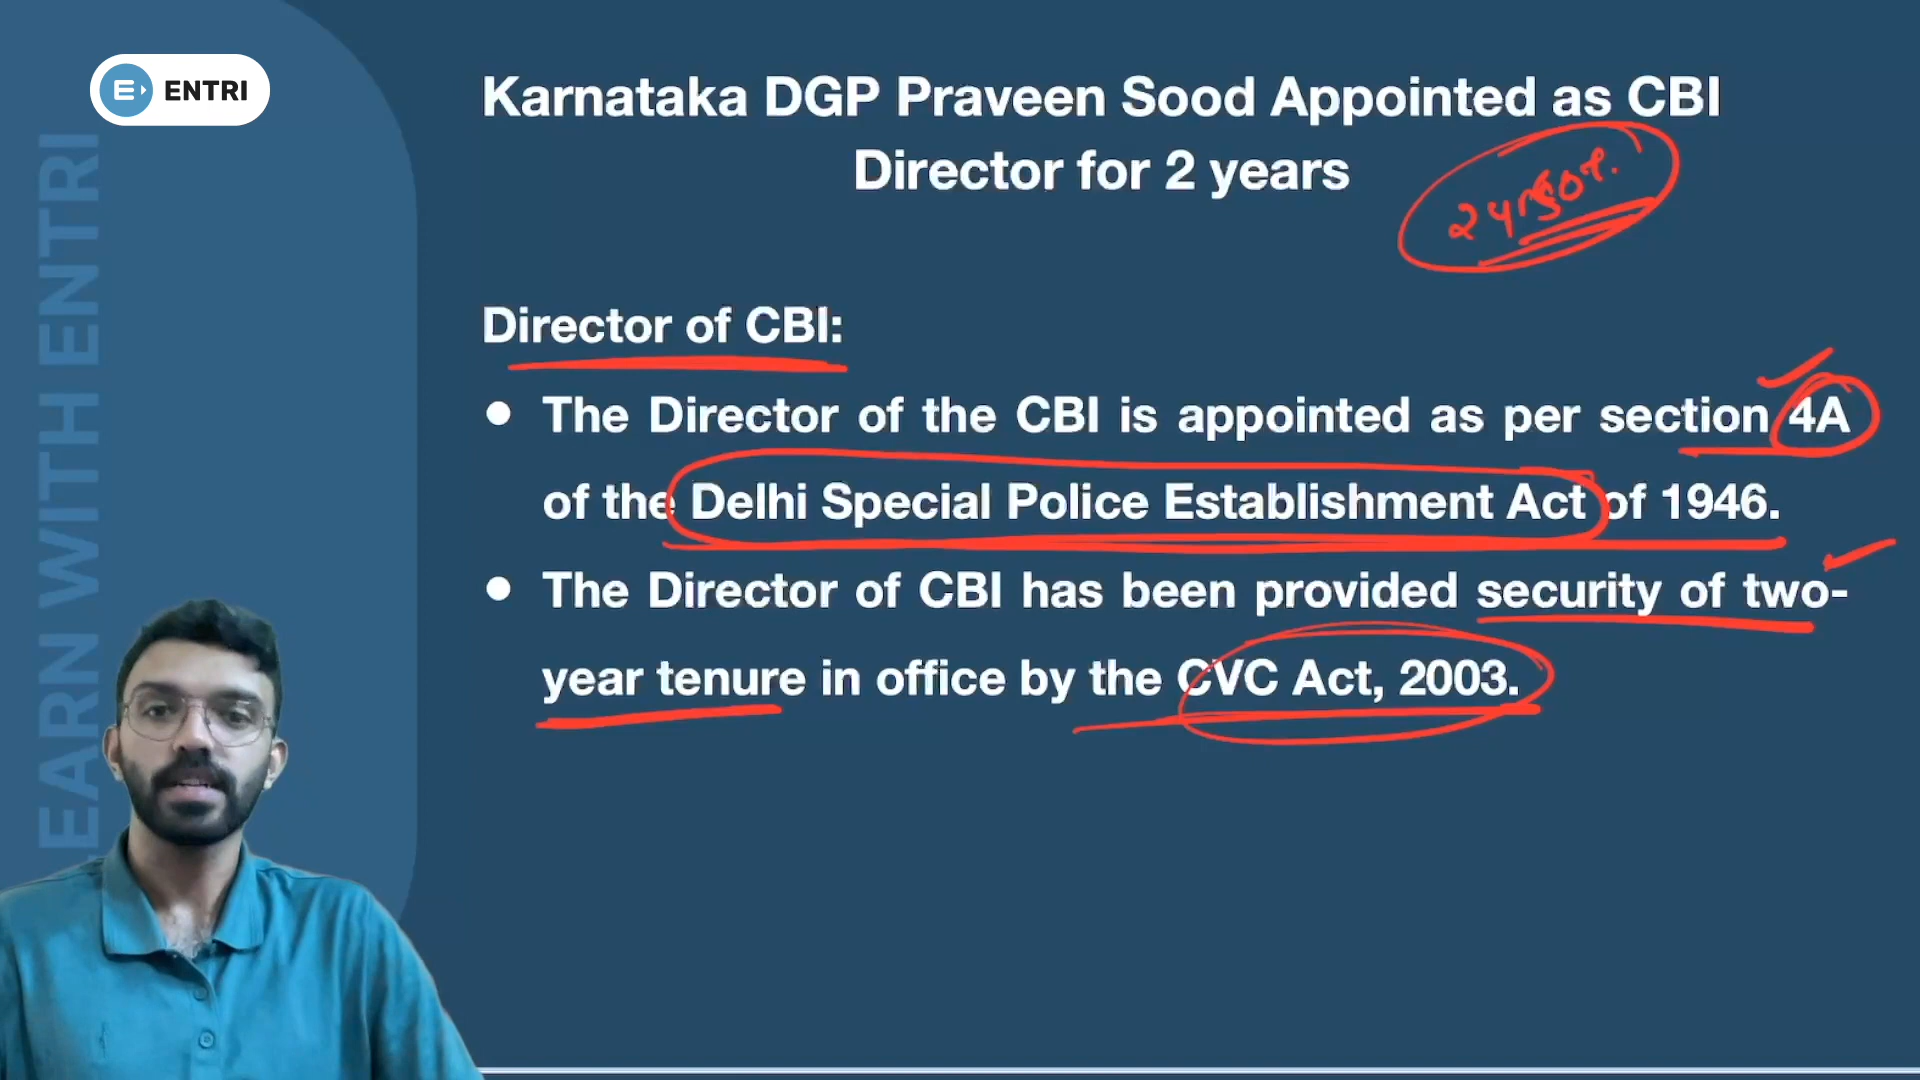 ENTRI
Karnataka DGP Praveen Sood Appointed as CBI
Director for 2 years
Director of CBI:
● The Director of the CBI is appointed as per section 4A
of the Delhi Special Police Establishment Act of 1946.
● The Director of CBI has been provided security of two-
year tenure in office by the CVC Act, 2003.
EARN WITH ENTRI